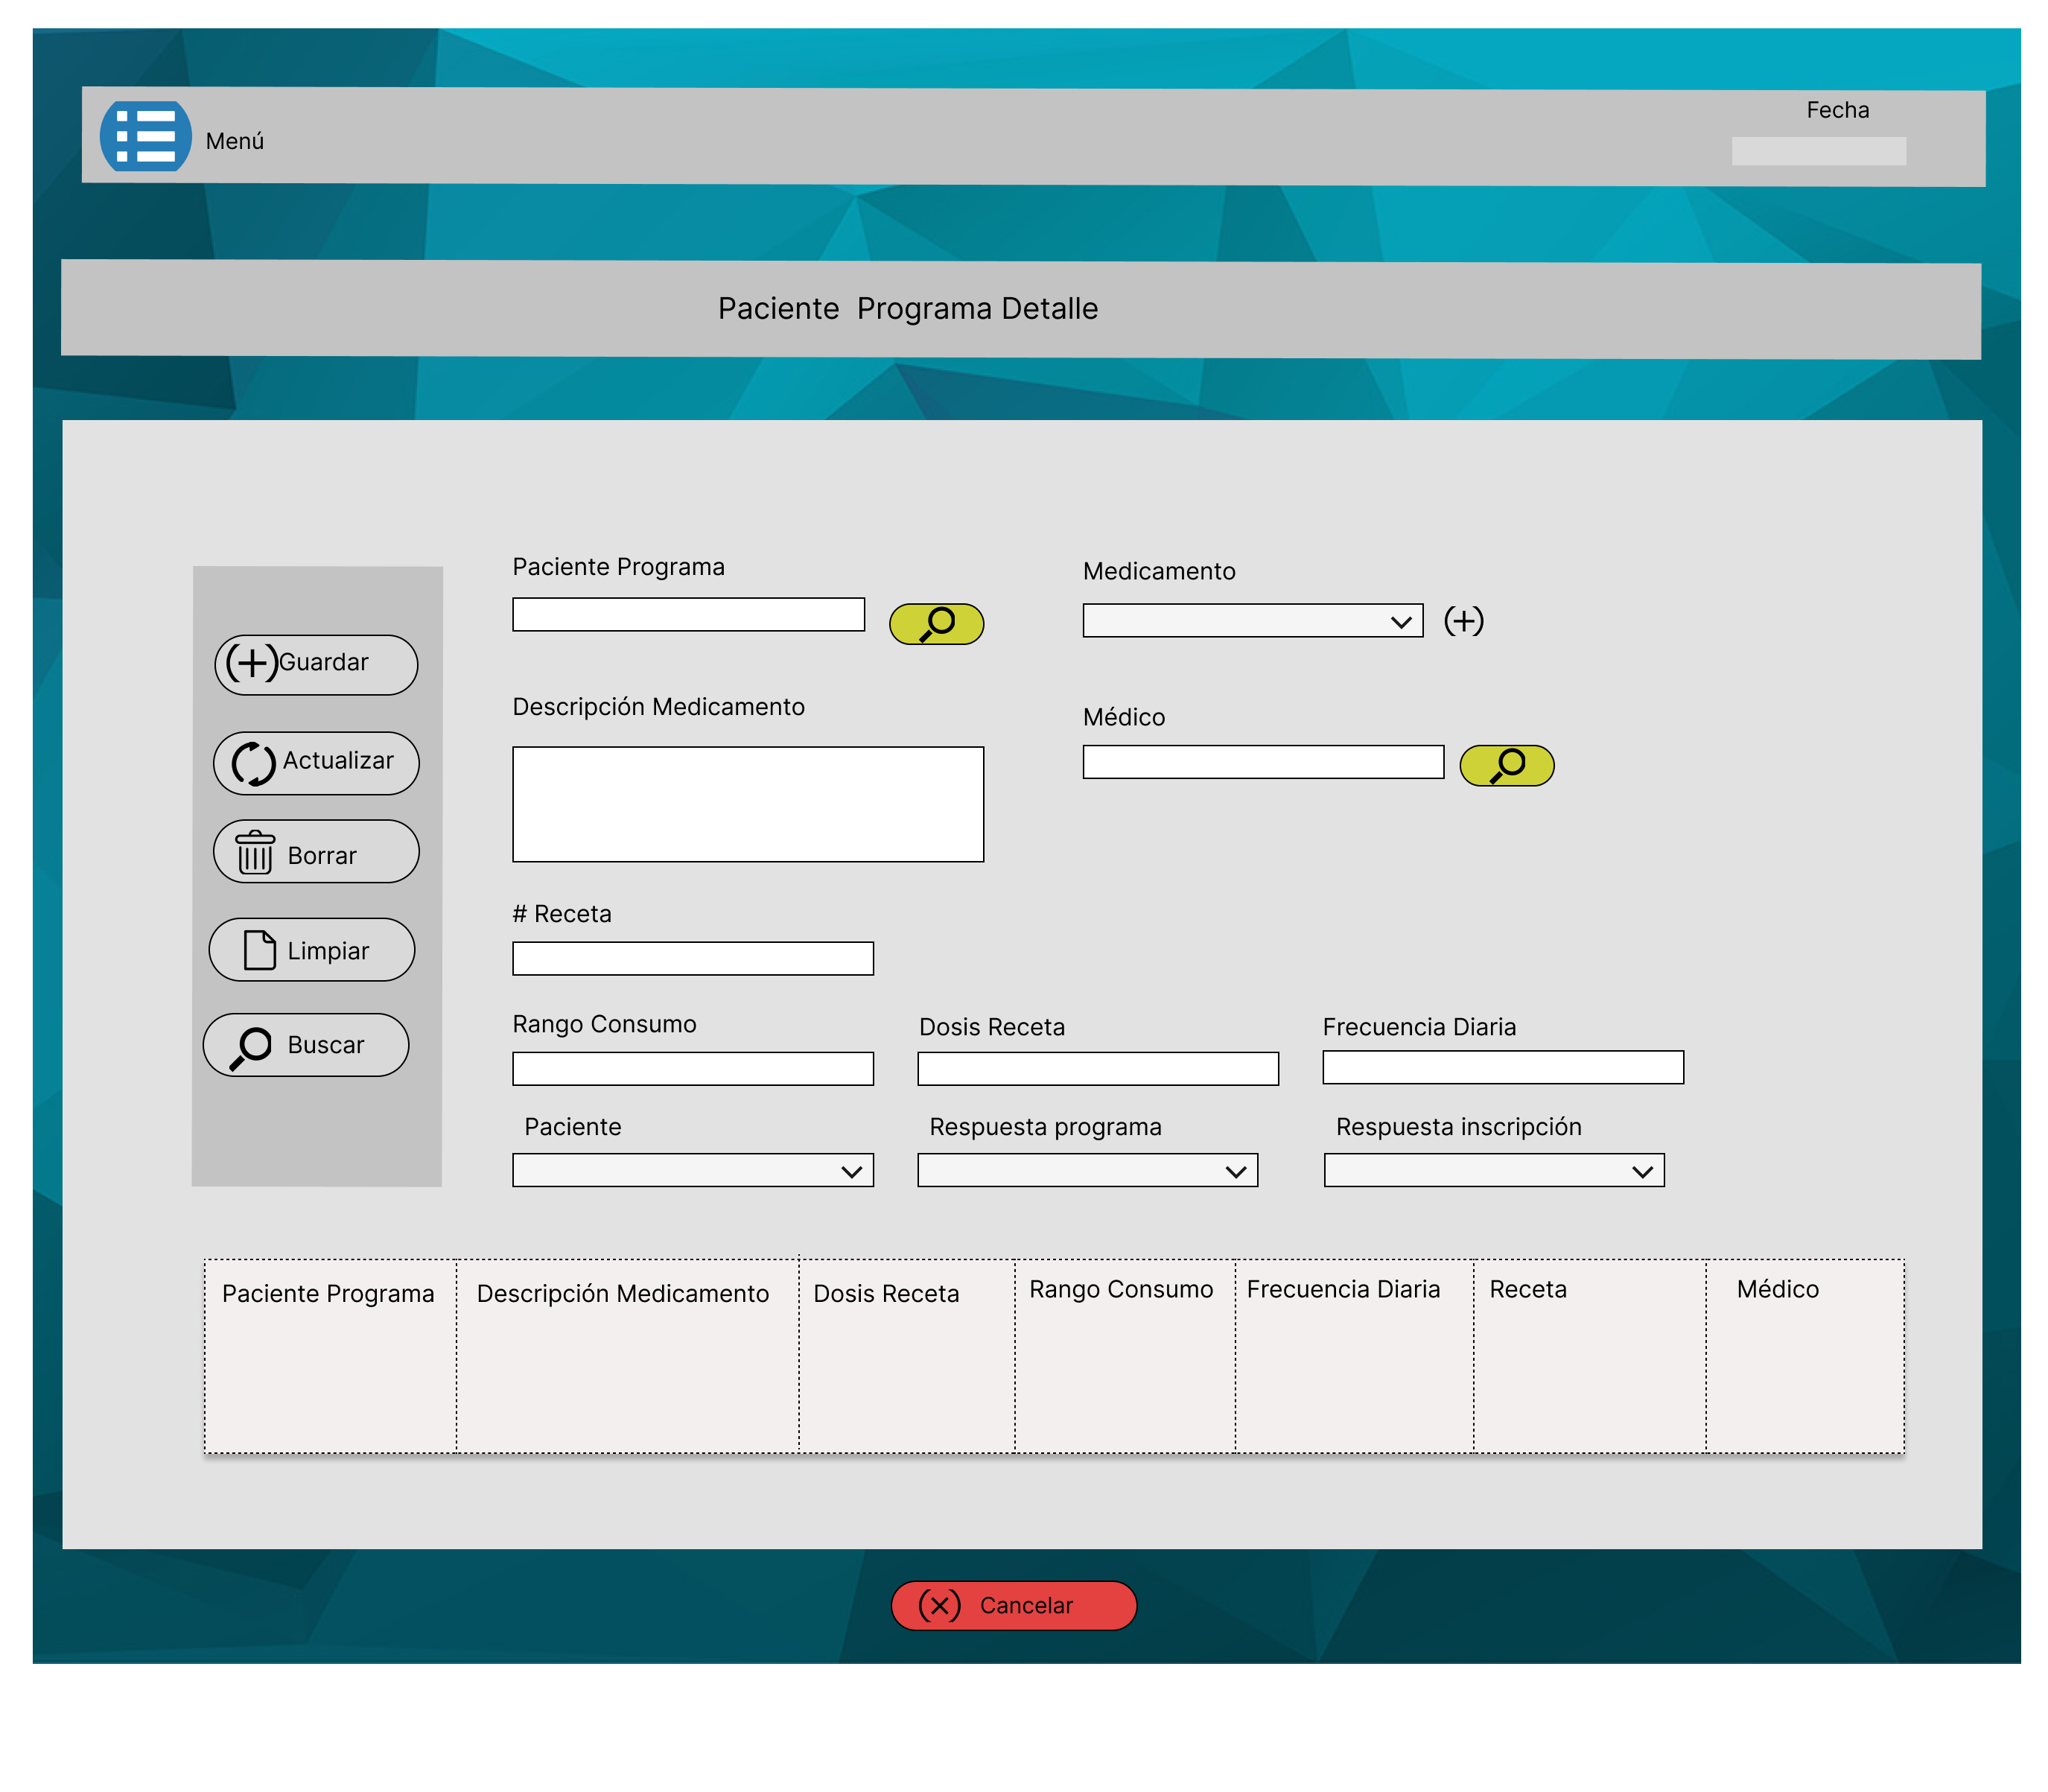 Menú
Fecha
Paciente  Programa Detalle
Guardar
Actualizar
Borrar
Limpiar
Buscar
Paciente Programa
Medicamento
Descripción Medicamento
Médico
# Receta
Rango Consumo
Dosis Receta
Frecuencia Diaria
Paciente
Respuesta programa
Respuesta inscripción
Paciente Programa
Descripción Medicamento
Dosis Receta
Rango Consumo
Frecuencia Diaria
Receta
Médico
Cancelar